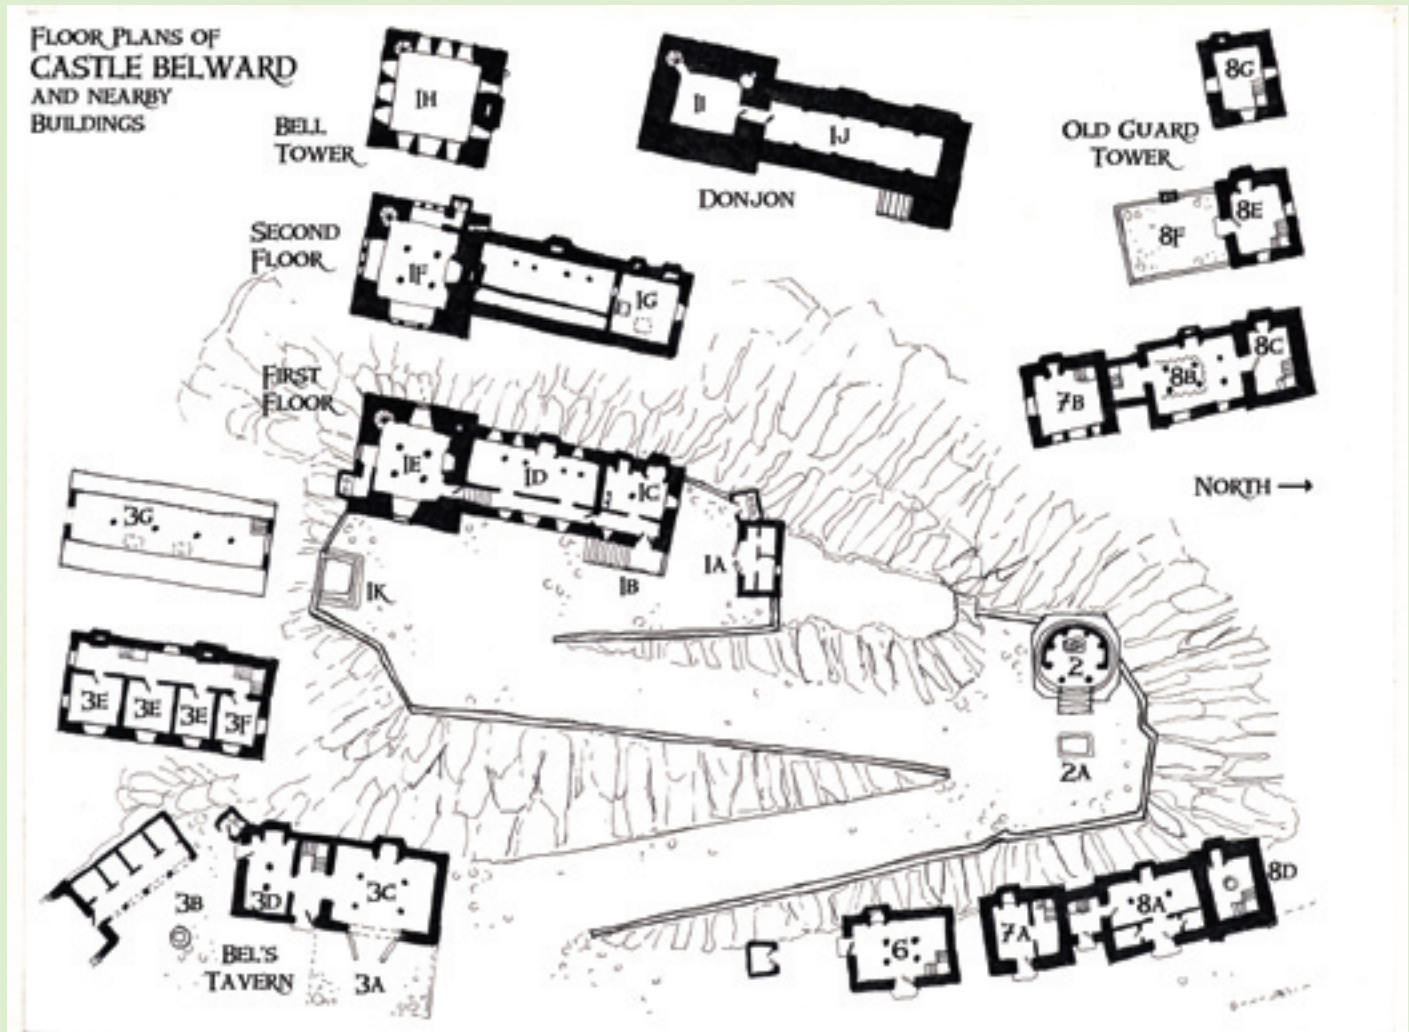 FLOOR PLANS OF
CASTLE BELWARD
AND NEARBY
BUILDINGS
BELL
TOWER
1H
1I
1J
DONJON
OLD GUARD
TOWER
8G
8E
8F
SECOND
FLOOR
1F
1G
8C
8B
7B
FIRST
FLOOR
1E
1D
1C
NORTH
3G
1A
1B
1K
2
2A
3E
3E
3E
3F
3B
3D
3C
BEL'S
TAVERN
3A
6
7A
8A
8D